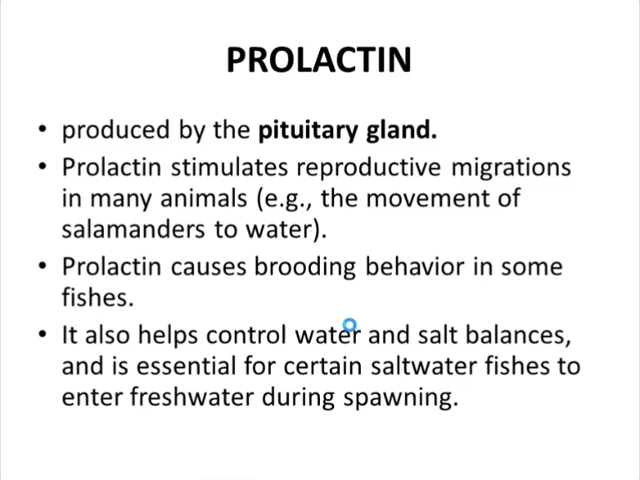 PROLACTIN
• produced by the pituitary gland.
• Prolactin stimulates reproductive migrations
in many animals (e.g., the movement of
salamanders to water).
• Prolactin causes brooding behavior in some
fishes.
• It also helps control water and salt balances,
and is essential for certain saltwater fishes to
enter freshwater during spawning.